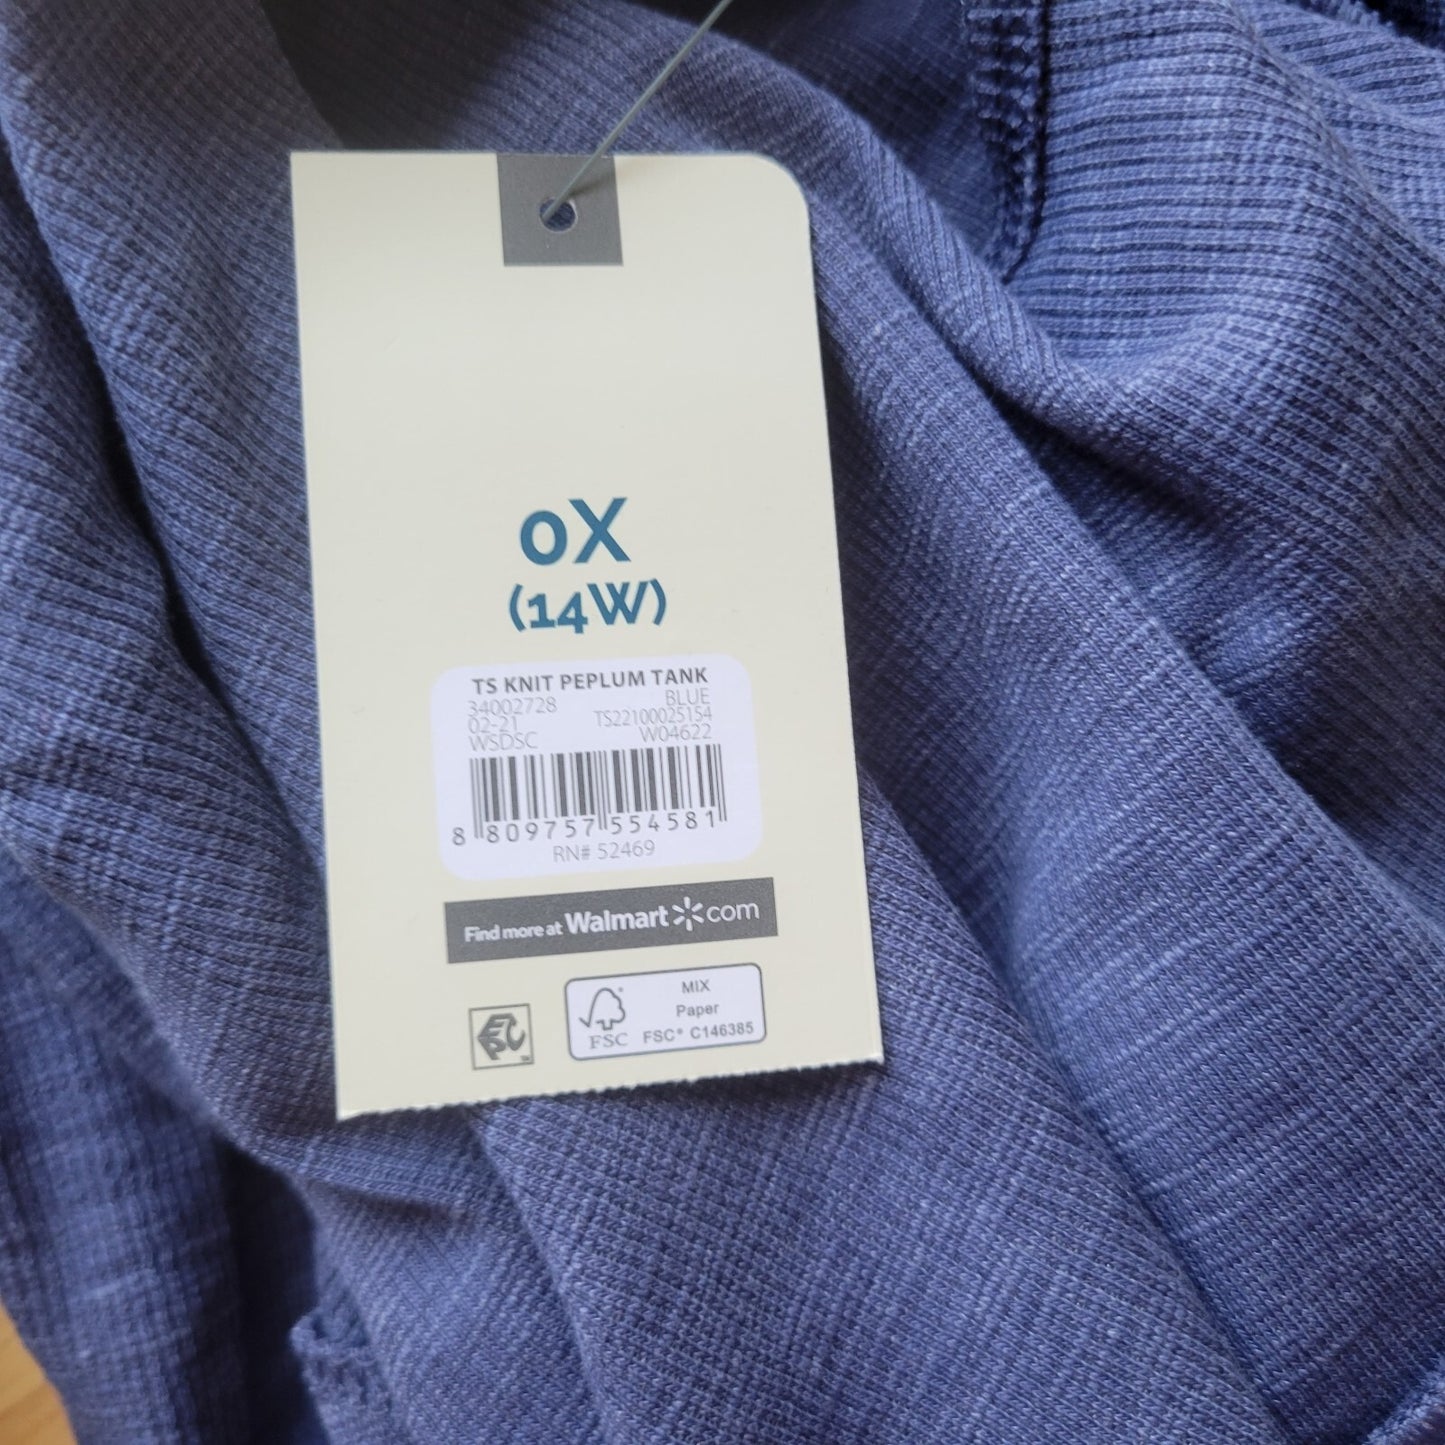 0X
(14W)
TS KNIT PEPLUM TANK
34002728 BLUE
02-21 TS22100025154
WSDSC W04622
8 809757 554581
RN# 52469
Find more at Walmart.com
EPC™
FSC®
MIX
Paper
FSC® C146385